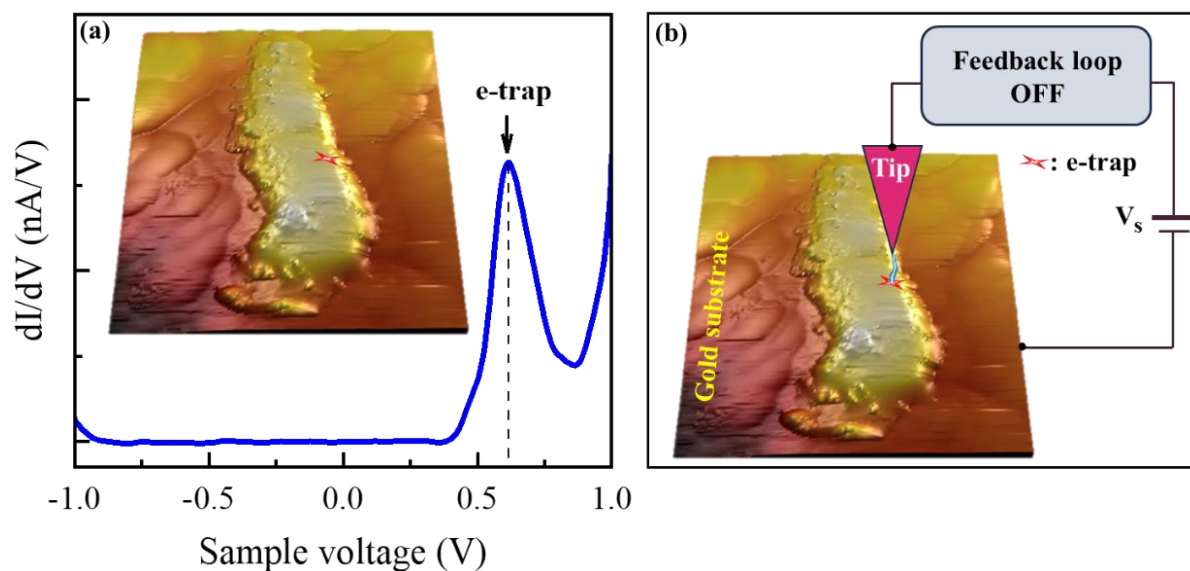 (a)
e-trap
dI/dV (nA/V)
-1.0
-0.5
0.0
0.5
1.0
Sample voltage (V)
(b)
Feedback loop
OFF
Tip
: e-trap
Vs
Gold substrate